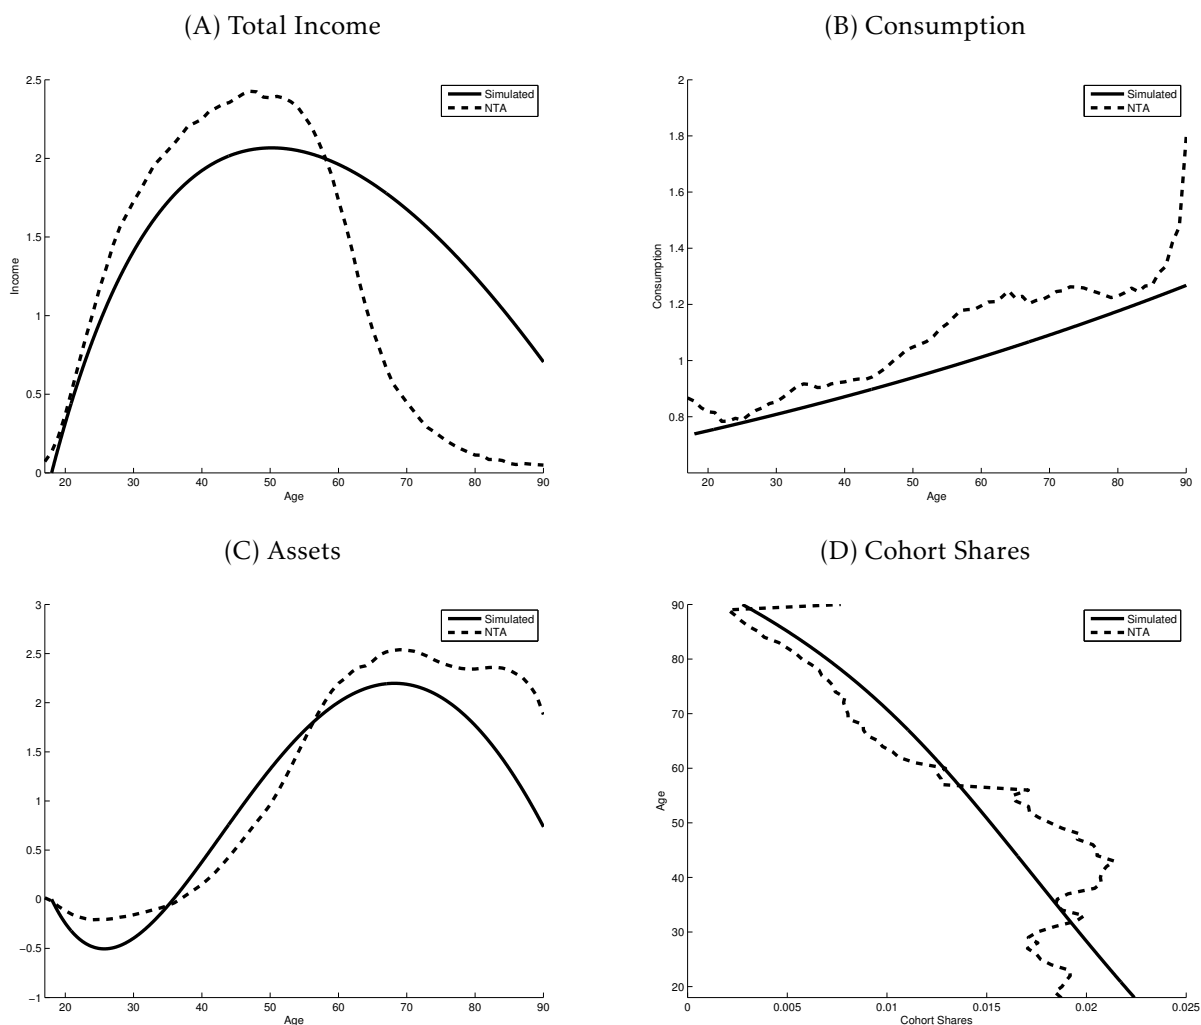 (A) Total Income
2.5
2
1.5
1
0.5
0
20 30 40 50 60 70 80 90
Age
Income
Simulated
NTA
(B) Consumption
2
1.8
1.6
1.4
1.2
1
0.8
20 30 40 50 60 70 80 90
Age
Consumption
Simulated
NTA
(C) Assets
3
2.5
2
1.5
1
0.5
0
−0.5
−1
20 30 40 50 60 70 80 90
Age
Simulated
NTA
(D) Cohort Shares
90
80
70
60
50
40
30
20
0 0.005 0.01 0.015 0.02 0.025
Cohort Shares
Age
Simulated
NTA